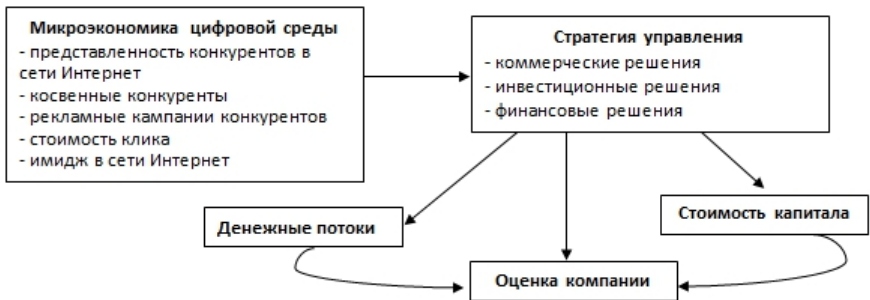 Микроэкономика цифровой среды
- представленность конкурентов в
сети Интернет
- косвенные конкуренты
- рекламные кампании конкурентов
- стоимость клика
- имидж в сети Интернет
Стратегия управления
- коммерческие решения
- инвестиционные решения
- финансовые решения
Денежные потоки
Стоимость капитала
Оценка компании